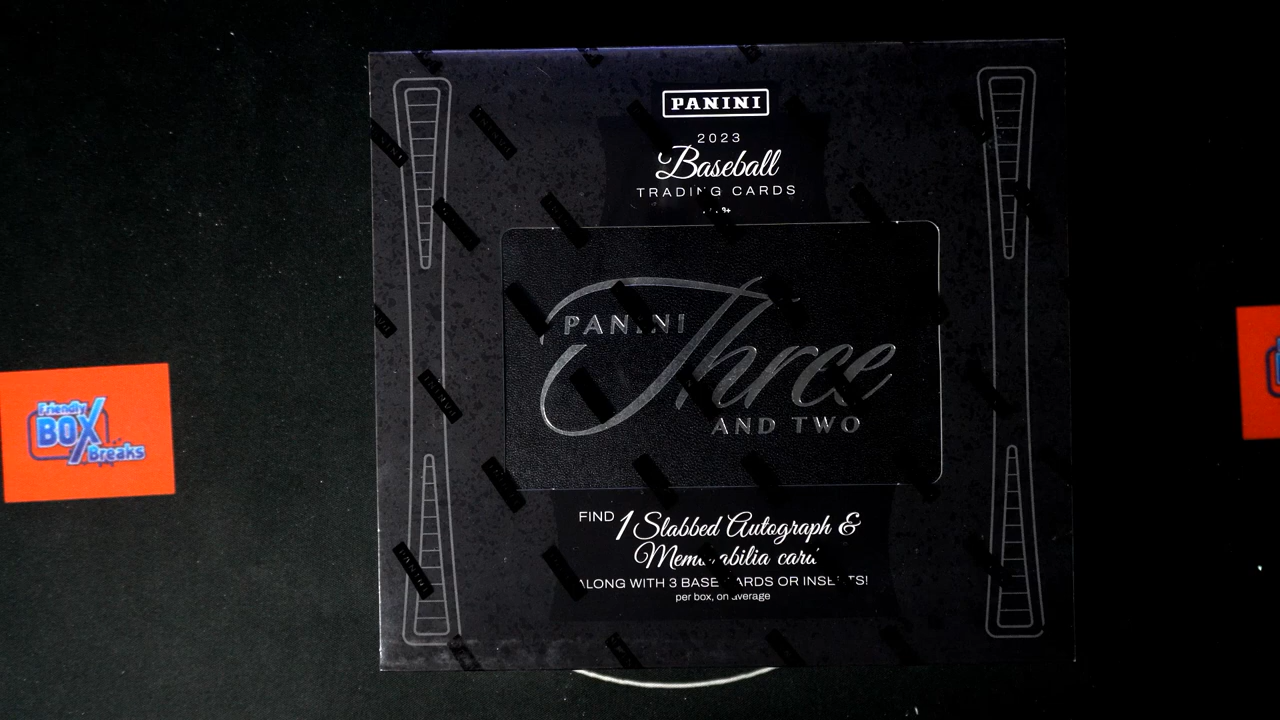 PANINI
2023
Baseball
TRADING CARDS
PANINI
Three
AND TWO
FIND 1 Slabbed Autograph &
Memorabilia card
ALONG WITH 3 BASE CARDS OR INSERTS!
per box, on average
Friendly
BOX
Breaks